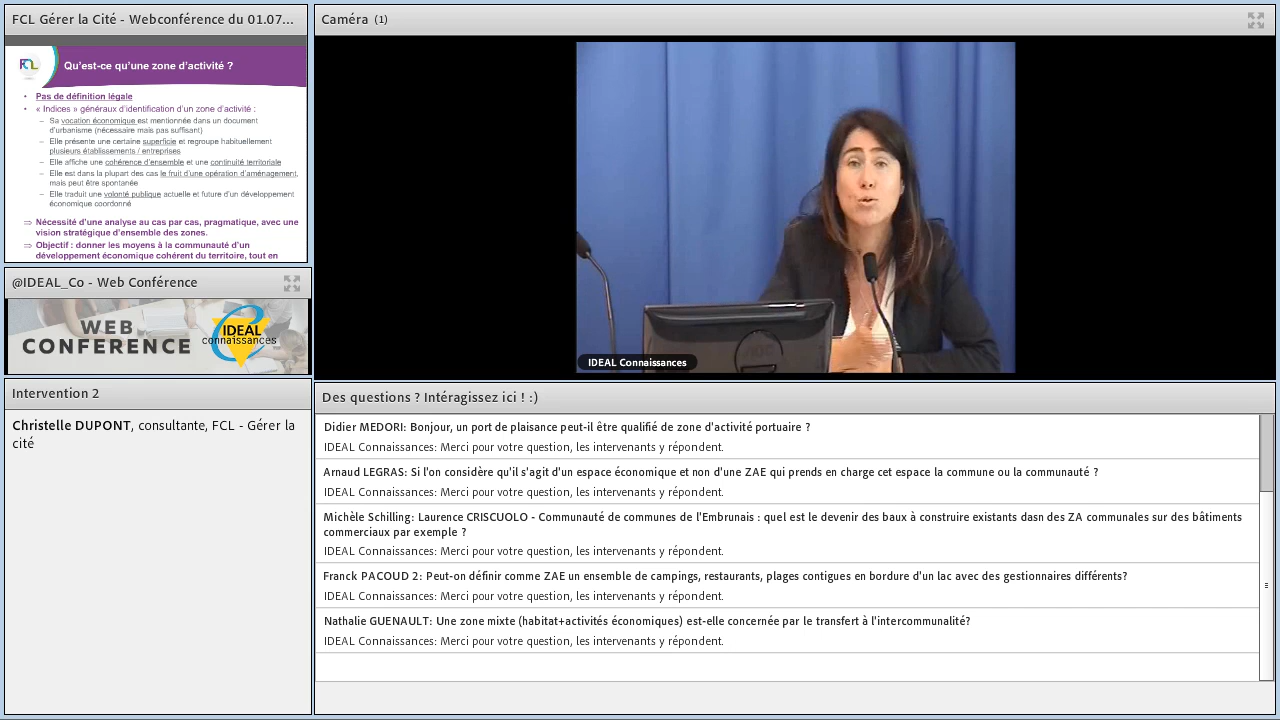 FCL Gérer la Cité - Webconférence du 01.07...
FCL
Qu'est-ce qu'une zone d'activité ?
• Pas de définition légale
• « Indices » généraux d'identification d'un zone d'activité :
– Sa vocation économique est mentionnée dans un document
d'urbanisme (nécessaire mais pas suffisant)
– Elle présente une certaine superficie et regroupe habituellement
plusieurs établissements / entreprises
– Elle affiche une cohérence d'ensemble et une continuité territoriale
– Elle est dans la plupart des cas le fruit d'une opération d'aménagement,
mais peut être spontanée
– Elle traduit une volonté publique actuelle et future d'un développement
économique coordonné
⇒ Nécessité d'une analyse au cas par cas, pragmatique, avec une
vision stratégique d'ensemble des zones.
⇒ Objectif : donner les moyens à la communauté d'un
développement économique cohérent du territoire, tout en
@IDEAL_Co - Web Conférence
WEB
CONFERENCE
IDEAL
connaissances
Intervention 2
Christelle DUPONT, consultante, FCL - Gérer la
cité
Caméra (1)
IDEAL Connaissances
Des questions ? Intéragissez ici ! :)
Didier MEDORI: Bonjour, un port de plaisance peut-il être qualifié de zone d'activité portuaire ?
IDEAL Connaissances: Merci pour votre question, les intervenants y répondent.
Arnaud LEGRAS: Si l'on considère qu'il s'agit d'un espace économique et non d'une ZAE qui prends en charge cet espace la commune ou la communauté ?
IDEAL Connaissances: Merci pour votre question, les intervenants y répondent.
Michèle Schilling: Laurence CRISCUOLO - Communauté de communes de l'Embrunais : quel est le devenir des baux à construire existants dasn des ZA communales sur des bâtiments
commerciaux par exemple ?
IDEAL Connaissances: Merci pour votre question, les intervenants y répondent.
Franck PACOUD 2: Peut-on définir comme ZAE un ensemble de campings, restaurants, plages contigues en bordure d'un lac avec des gestionnaires différents?
IDEAL Connaissances: Merci pour votre question, les intervenants y répondent.
Nathalie GUENAULT: Une zone mixte (habitat+activités économiques) est-elle concernée par le transfert à l'intercommunalité?
IDEAL Connaissances: Merci pour votre question, les intervenants y répondent.